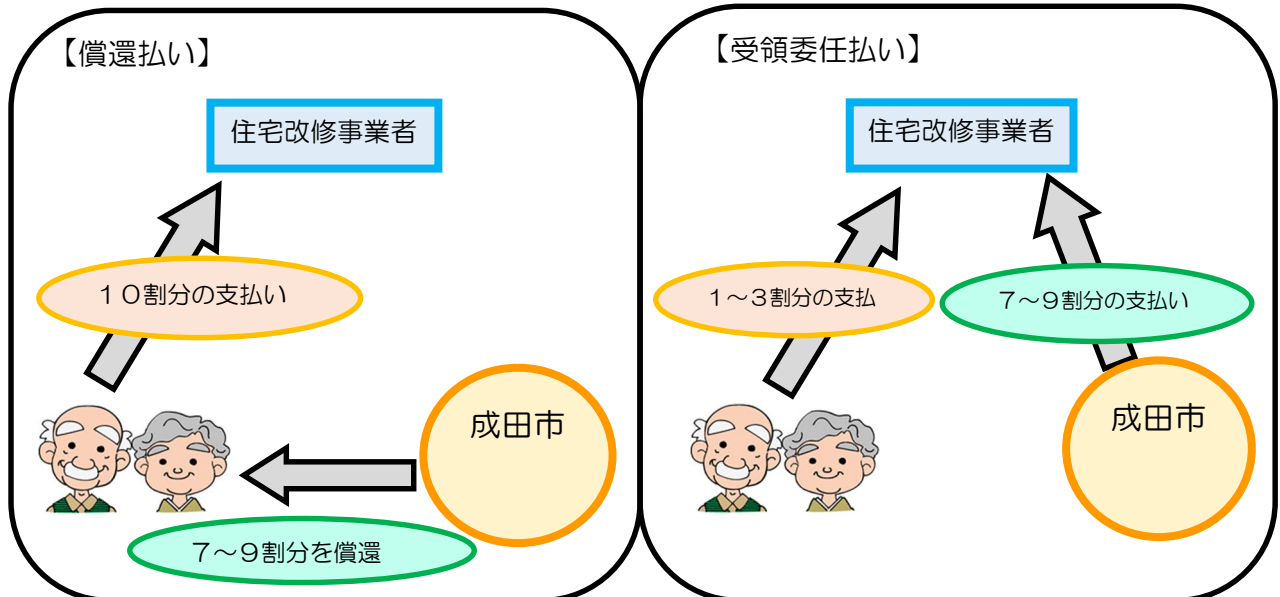 【償還払い】
住宅改修事業者
１０割分の支払い
成田市
７～９割分を償還
【受領委任払い】
住宅改修事業者
１～３割分の支払
７～９割分の支払い
成田市